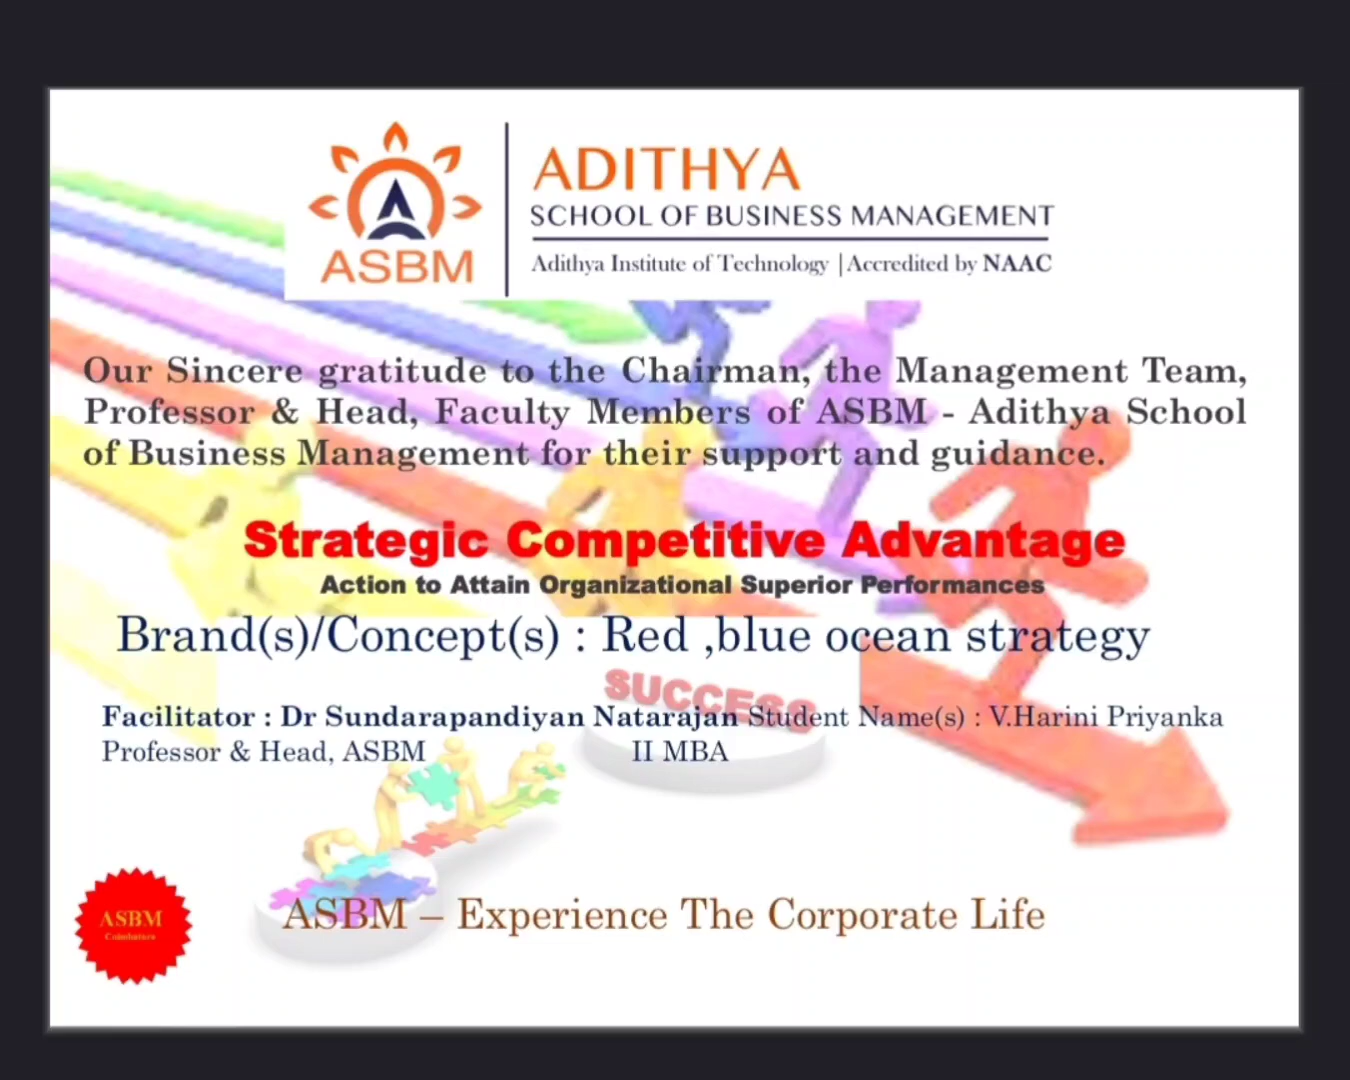 ASBM
ADITHYA
SCHOOL OF BUSINESS MANAGEMENT
Adithya Institute of Technology | Accredited by NAAC
Our Sincere gratitude to the Chairman, the Management Team,
Professor & Head, Faculty Members of ASBM - Adithya School
of Business Management for their support and guidance.
Strategic Competitive Advantage
Action to Attain Organizational Superior Performances
Brand(s)/Concept(s) : Red ,blue ocean strategy
SUCCESS
Facilitator : Dr Sundarapandiyan Natarajan Student Name(s) : V.Harini Priyanka
Professor & Head, ASBM II MBA
ASBM
Coimbatore
ASBM – Experience The Corporate Life